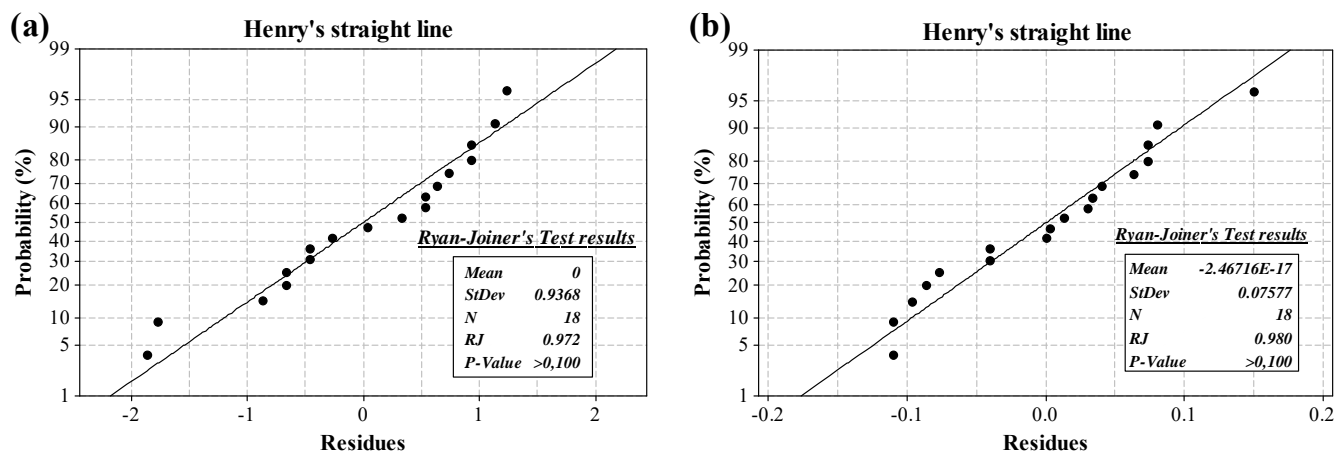 (a)
Henry's straight line
Probability (%)
99
95
90
80
70
60
50
40
30
20
10
5
1
-2
-1
0
1
2
Residues
Ryan-Joiner's Test results
Mean 0
StDev 0.9368
N 18
RJ 0.972
P-Value >0,100
(b)
Henry's straight line
Probability (%)
99
95
90
80
70
60
50
40
30
20
10
5
1
-0.2
-0.1
0.0
0.1
0.2
Residues
Ryan-Joiner's Test results
Mean -2.46716E-17
StDev 0.07577
N 18
RJ 0.980
P-Value >0,100